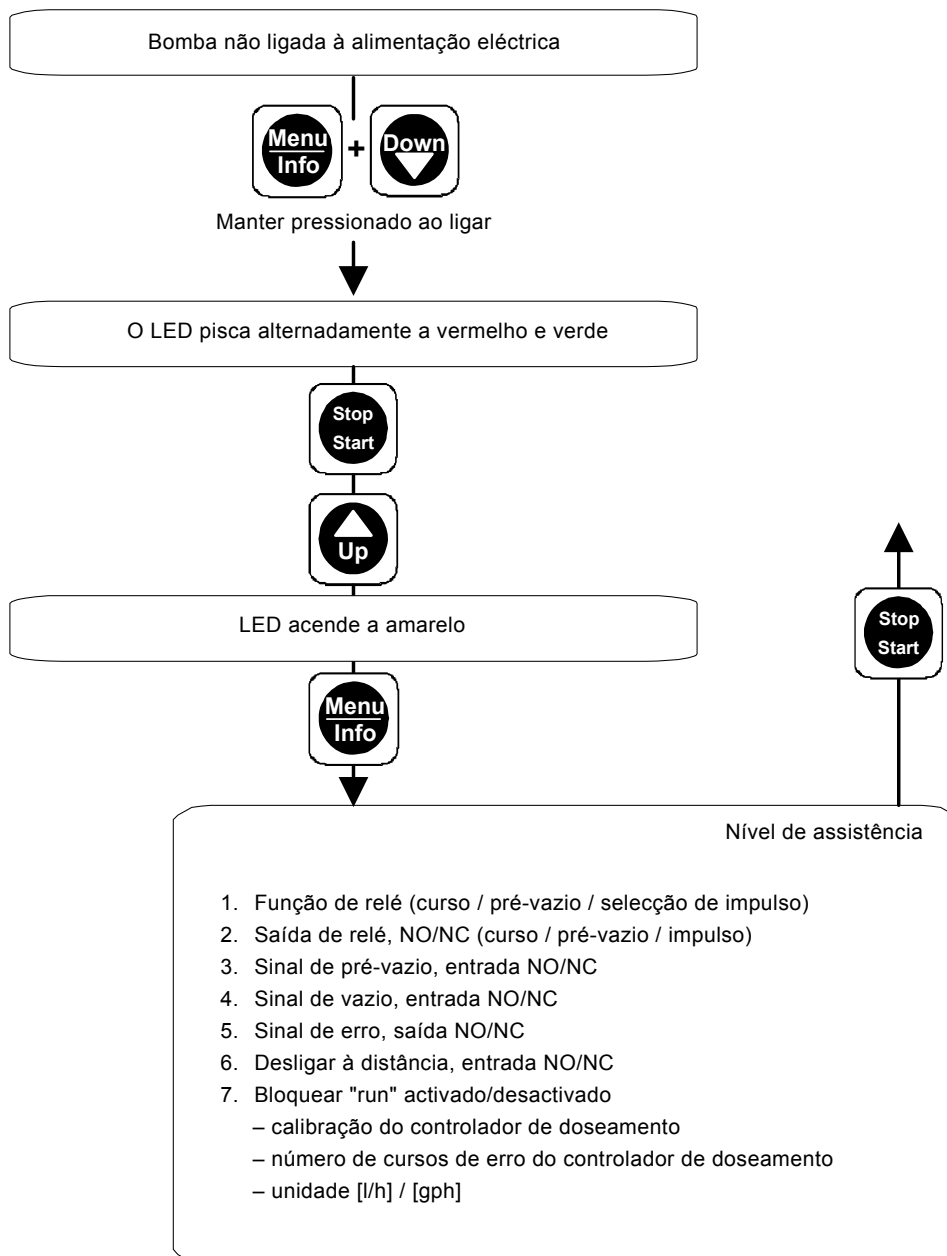 Bomba não ligada à alimentação eléctrica
Menu
Info
+
Down
Manter pressionado ao ligar
O LED pisca alternadamente a vermelho e verde
Stop
Start
Up
LED acende a amarelo
Stop
Start
Menu
Info
Nível de assistência
1. Função de relé (curso / pré-vazio / selecção de impulso)
2. Saída de relé, NO/NC (curso / pré-vazio / impulso)
3. Sinal de pré-vazio, entrada NO/NC
4. Sinal de vazio, entrada NO/NC
5. Sinal de erro, saída NO/NC
6. Desligar à distância, entrada NO/NC
7. Bloquear "run" activado/desactivado
– calibração do controlador de doseamento
– número de cursos de erro do controlador de doseamento
– unidade [l/h] / [gph]